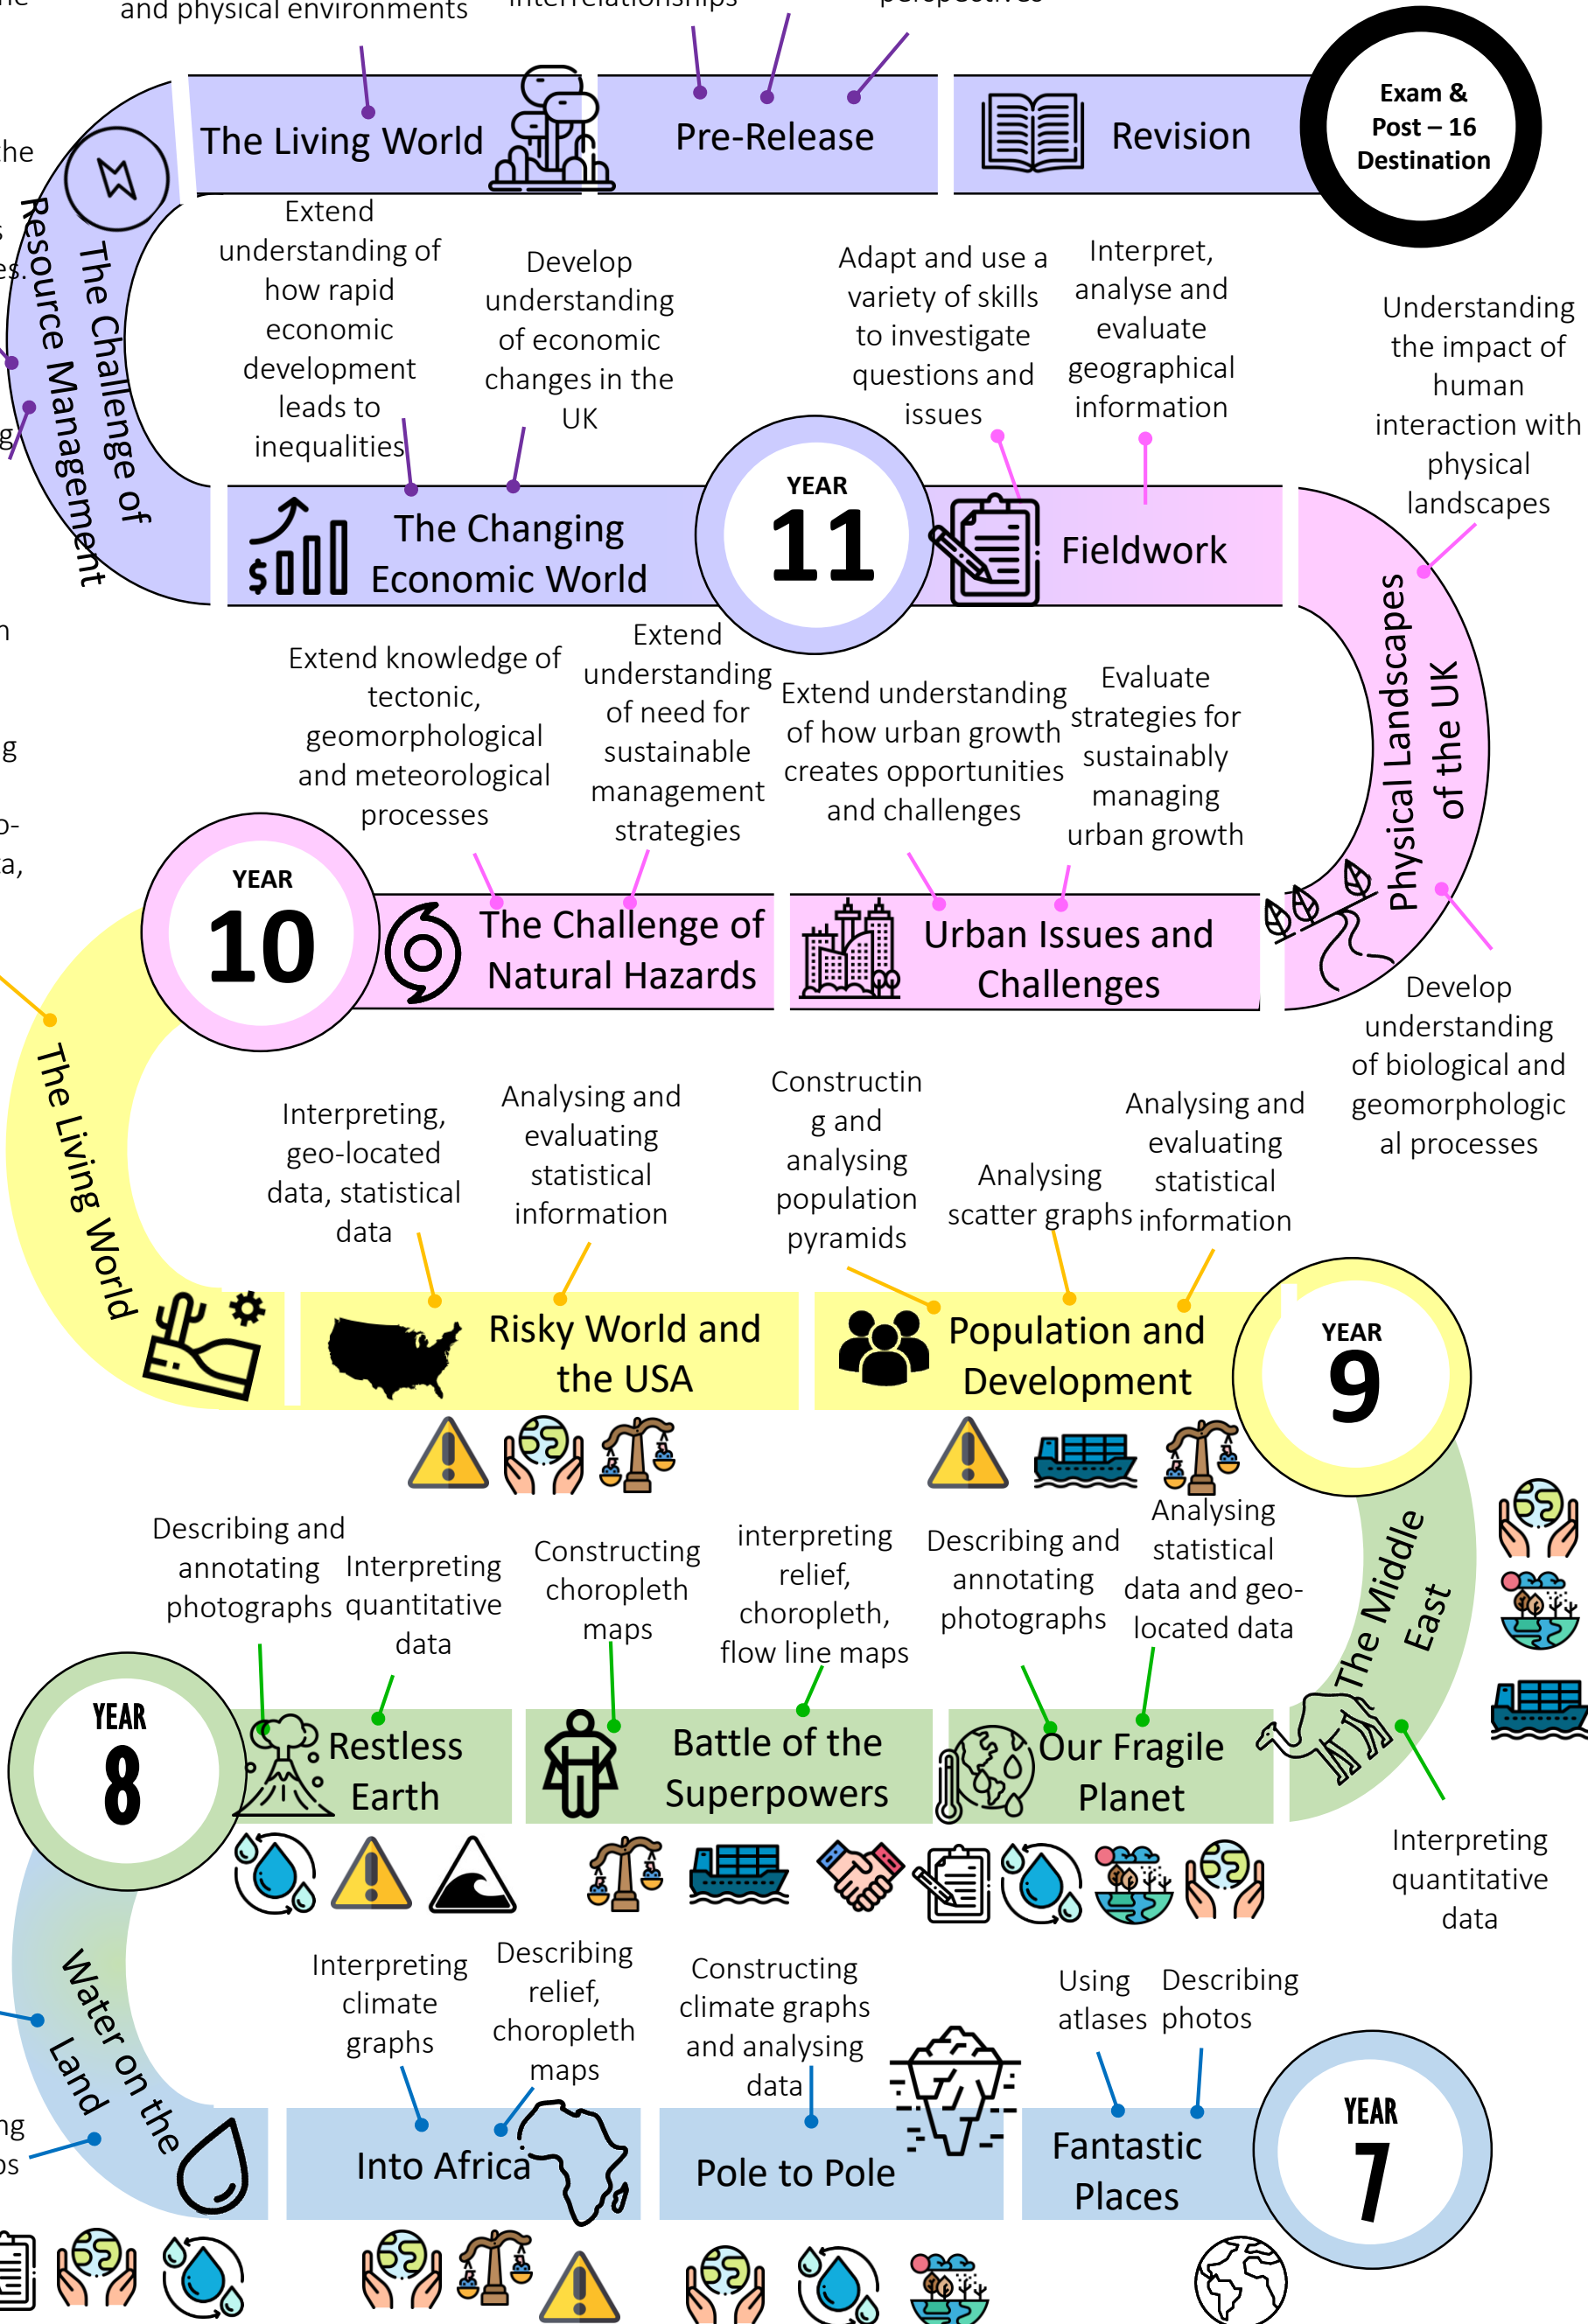 and physical environments
interrelationships
perspectives
The Living World
Pre-Release
Revision
Exam &
Post – 16
Destination
the
es.
The Challenge of
Resource Management
Extend
understanding of
how rapid
economic
development
leads to
inequalities
Develop
understanding
of economic
changes in the
UK
Adapt and use a
variety of skills
to investigate
questions and
issues
Interpret,
analyse and
evaluate
geographical
information
Understanding
the impact of
human
interaction with
physical
landscapes
The Changing
Economic World
YEAR
11
Fieldwork
Physical Landscapes
of the UK
Extend knowledge of
tectonic,
geomorphological
and meteorological
processes
Extend
understanding
of need for
sustainable
management
strategies
Extend understanding
of how urban growth
creates opportunities
and challenges
Evaluate
strategies for
sustainably
managing
urban growth
YEAR
10
The Challenge of
Natural Hazards
Urban Issues and
Challenges
Develop
understanding
of biological and
geomorphologic
al processes
The Living World
Interpreting,
geo-located
data, statistical
data
Analysing and
evaluating
statistical
information
Constructin
g and
analysing
population
pyramids
Analysing
scatter graphs
Analysing and
evaluating
statistical
information
Risky World and
the USA
Population and
Development
YEAR
9
Describing and
annotating
photographs
Interpreting
quantitative
data
Constructing
choropleth
maps
interpreting
relief,
choropleth,
flow line maps
Describing and
annotating
photographs
Analysing
statistical
data and geo-
located data
The Middle
East
YEAR
8
Restless
Earth
Battle of the
Superpowers
Our Fragile
Planet
Interpreting
quantitative
data
Water on the
Land
Interpreting
climate
graphs
Describing
relief,
choropleth
maps
Constructing
climate graphs
and analysing
data
Using
atlases
Describing
photos
Into Africa
Pole to Pole
Fantastic
Places
YEAR
7